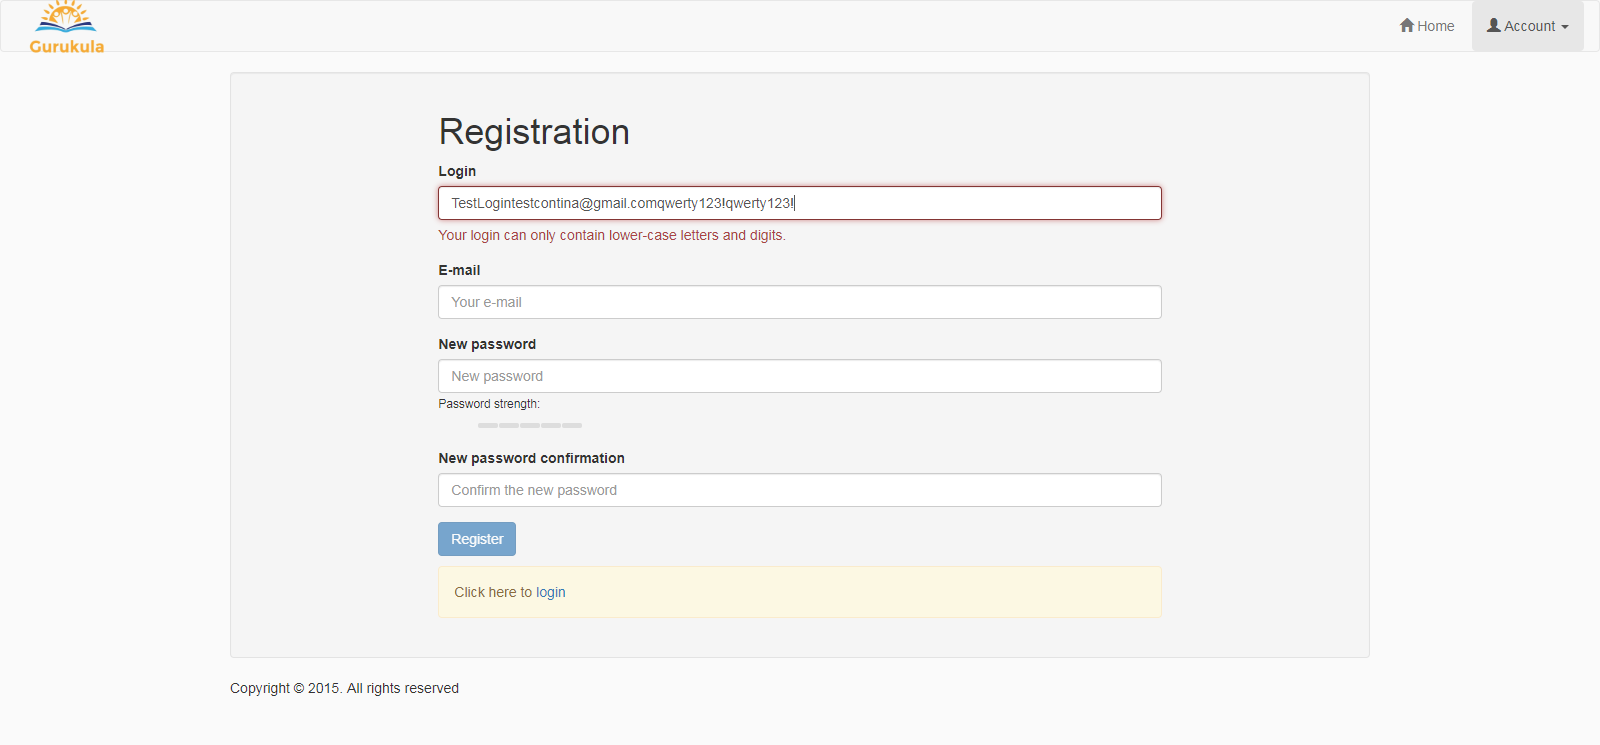 Gurukula
Home
Account
Registration
Login
TestLogintestcontina@gmail.comqwerty123!qwerty123!
Your login can only contain lower-case letters and digits.
E-mail
Your e-mail
New password
New password
Password strength:
New password confirmation
Confirm the new password
Register
Click here to login
Copyright © 2015. All rights reserved